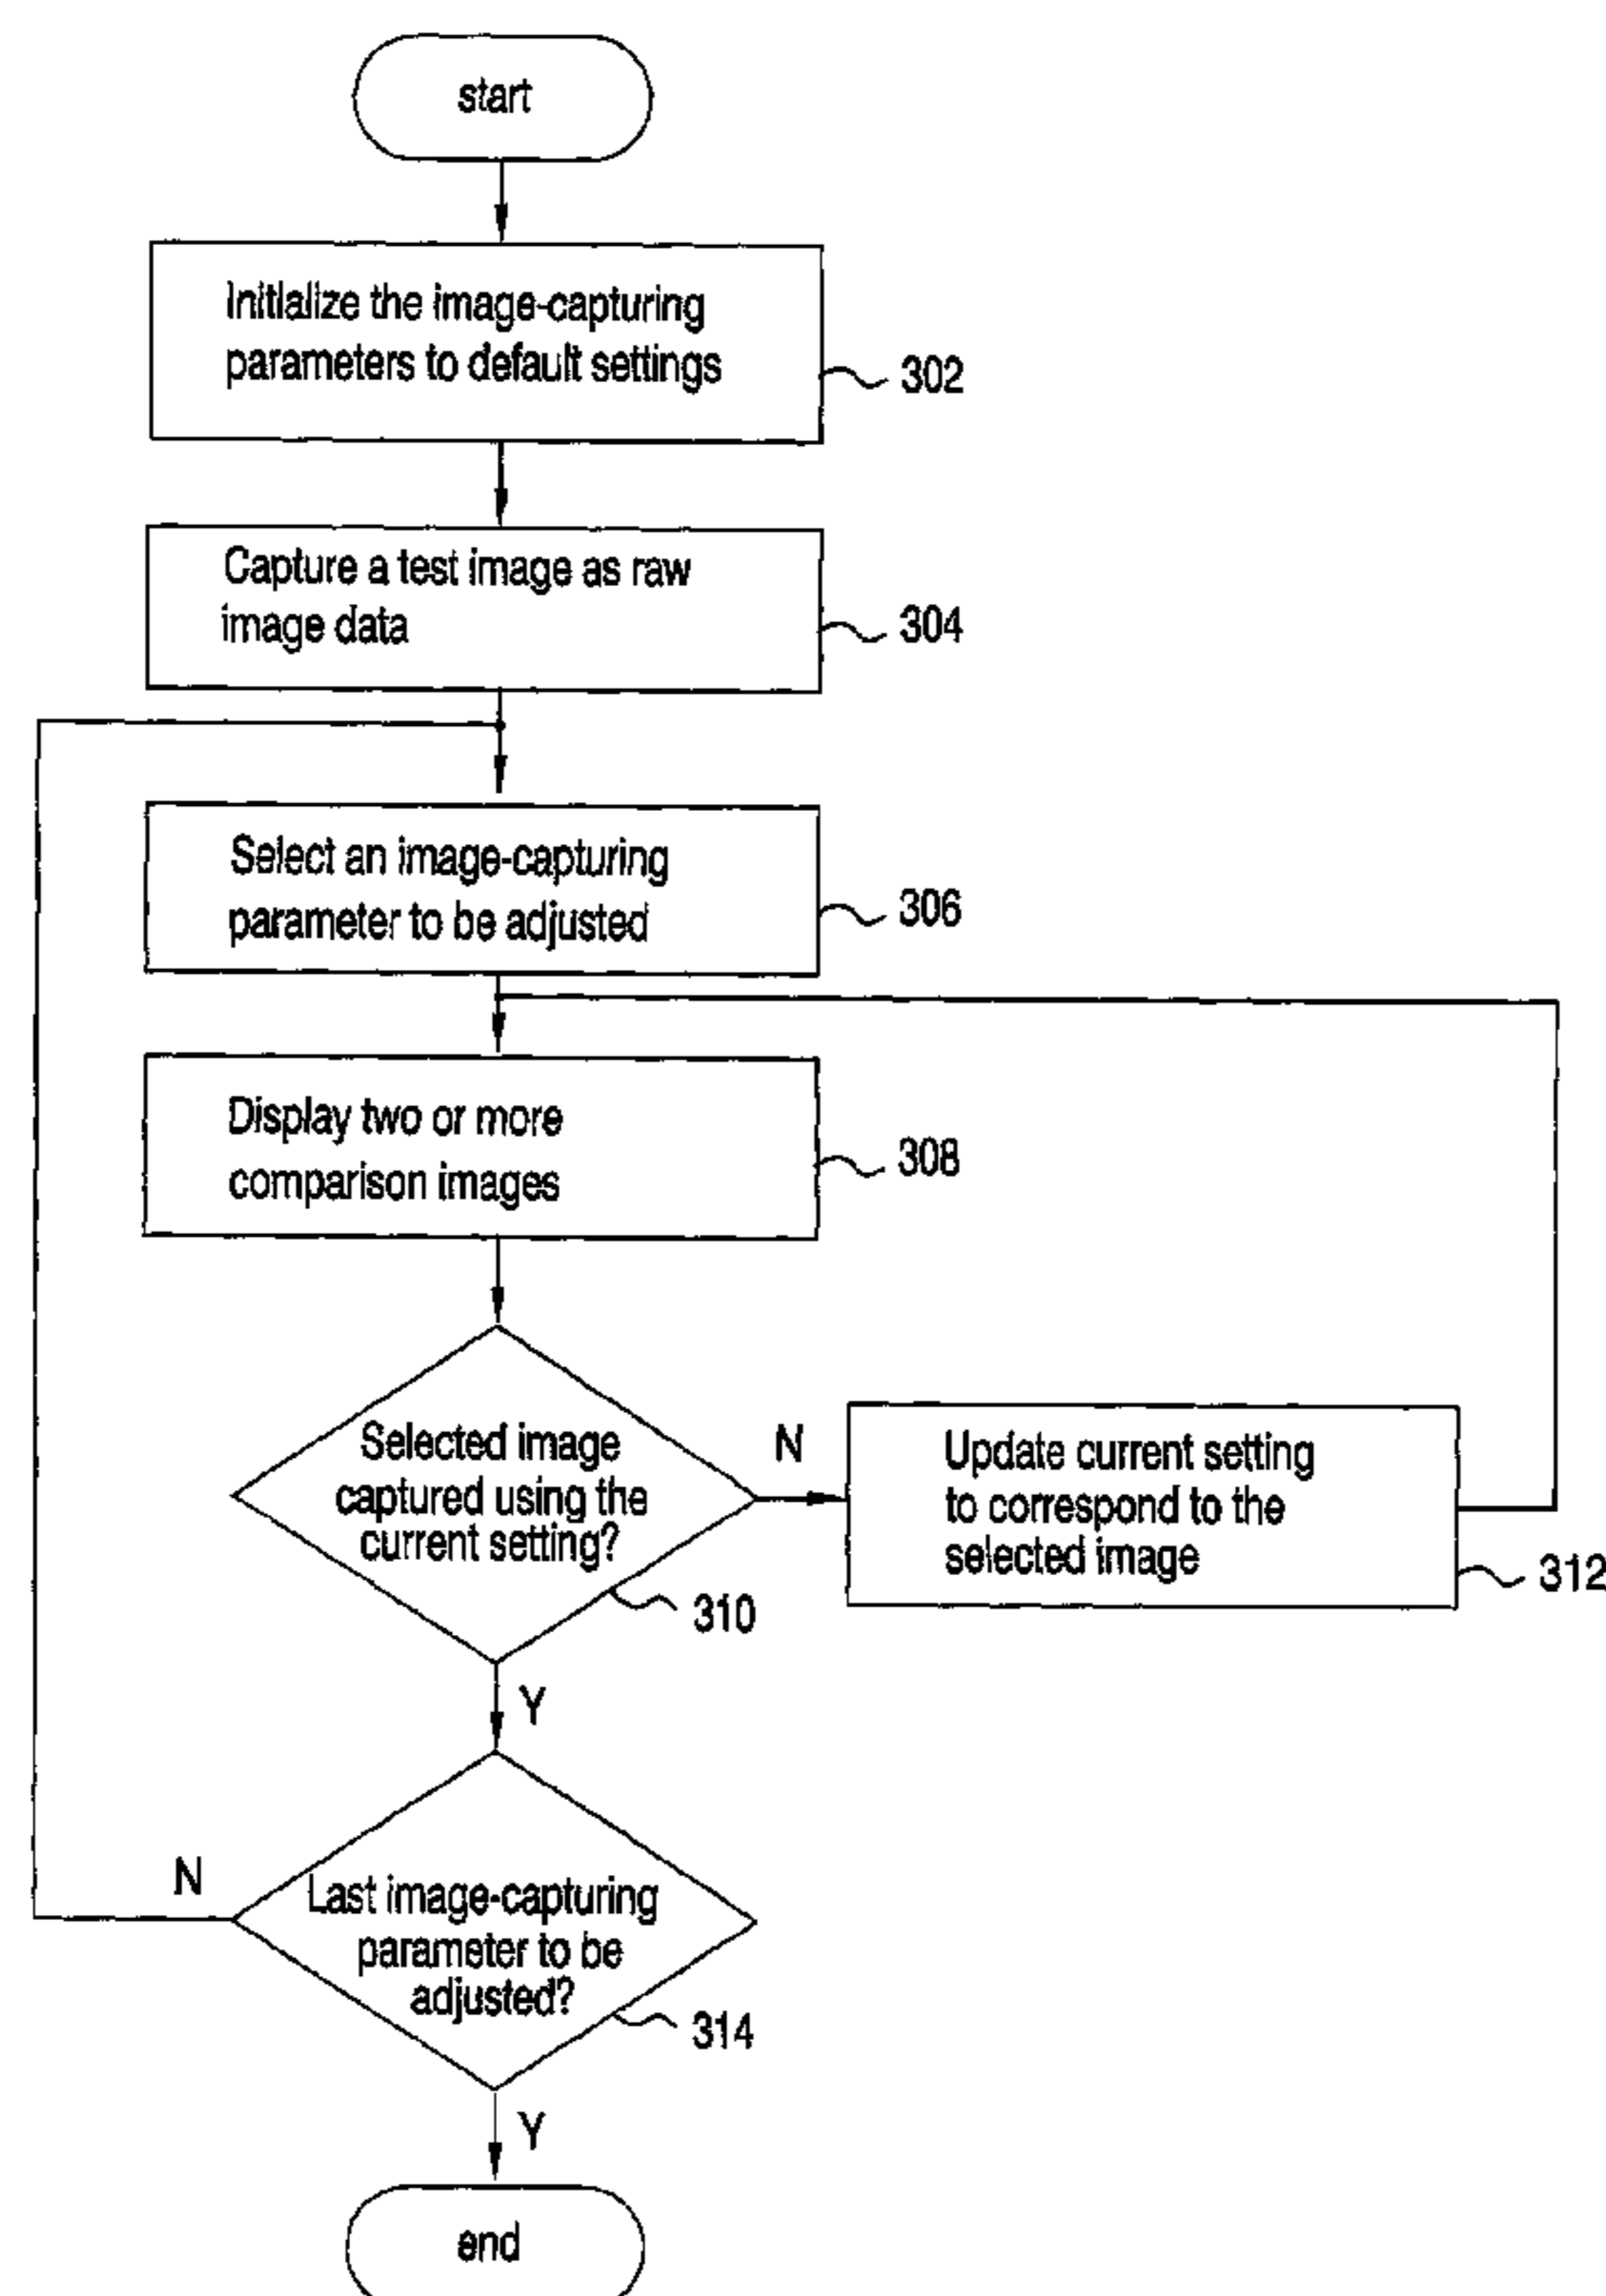 start
Initialize the image-capturing
parameters to default settings
302
Capture a test image as raw
image data
304
Select an image-capturing
parameter to be adjusted
306
Display two or more
comparison images
308
Selected image
captured using the
current setting?
310
N
Update current setting
to correspond to the
selected image
312
Y
N
Last image-capturing
parameter to be
adjusted?
314
Y
end